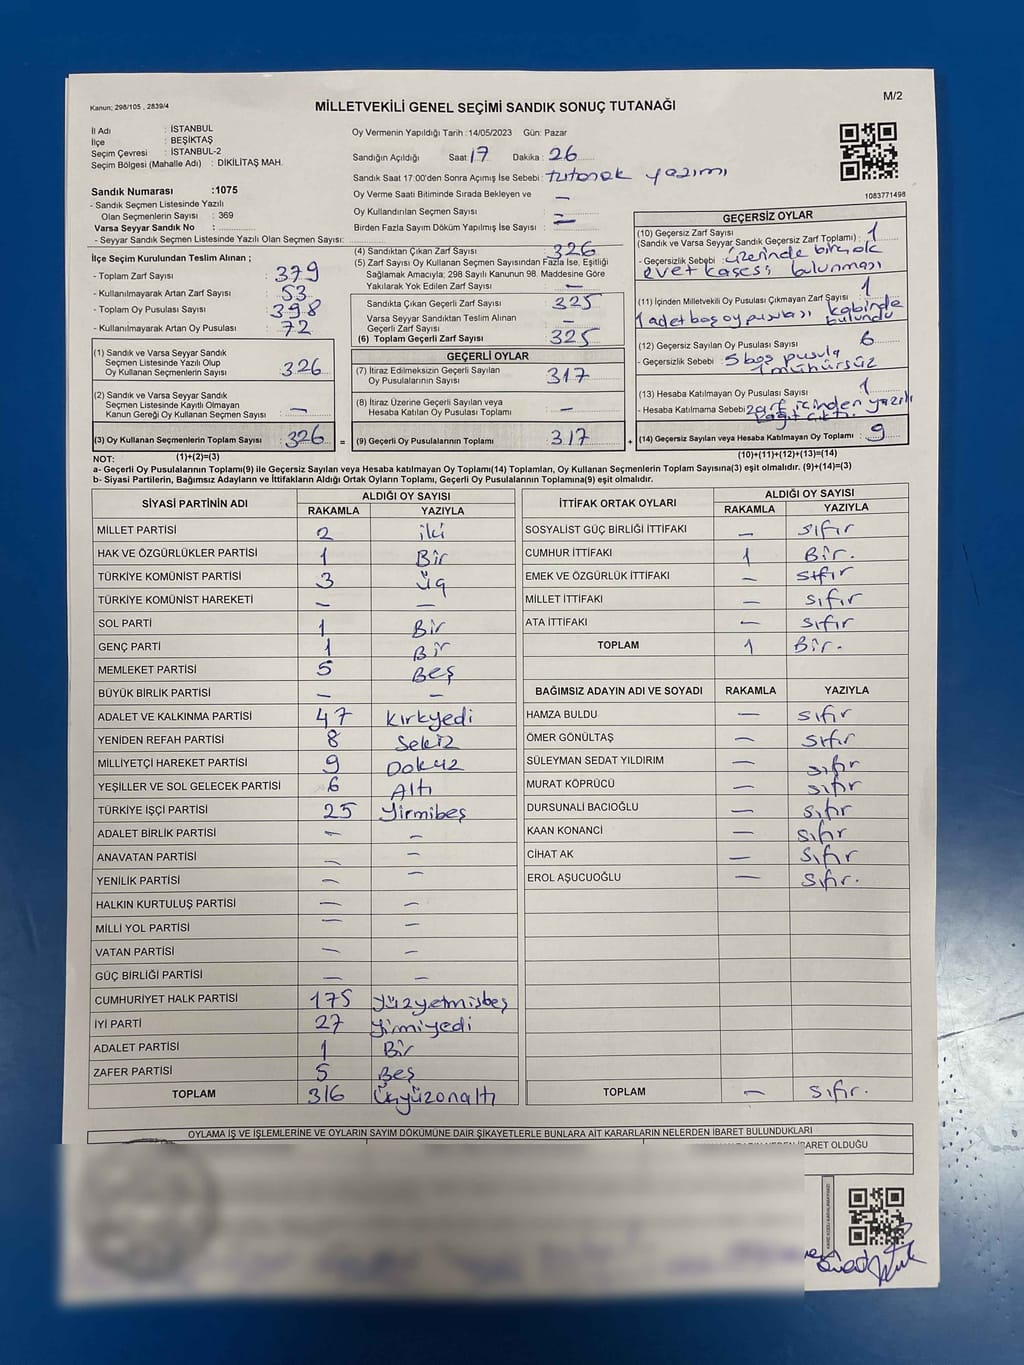 Kanun; 298/105 , 2839/4
MİLLETVEKİLİ GENEL SEÇİMİ SANDIK SONUÇ TUTANAĞI
M/2
İl Adı : İSTANBUL
İlçe : BEŞİKTAŞ
Seçim Çevresi : İSTANBUL-2
Seçim Bölgesi (Mahalle Adı) : DİKİLİTAŞ MAH.
Sandık Numarası :1075
- Sandık Seçmen Listesinde Yazılı
Olan Seçmenlerin Sayısı : 369
Varsa Seyyar Sandık No :
- Seyyar Sandık Seçmen Listesinde Yazılı Olan Seçmen Sayısı:
Oy Vermenin Yapıldığı Tarih :14/05/2023 Gün: Pazar
Sandığın Açıldığı Saat: 17 Dakika : 26
Sandık Saat 17:00'den Sonra Açımış İse Sebebi : tutanak yazımı
Oy Verme Saati Bitiminde Sırada Bekleyen ve —
Oy Kullandırılan Seçmen Sayısı —
Birden Fazla Sayım Döküm Yapılmış İse Sayısı : —
1083771498
İlçe Seçim Kurulundan Teslim Alınan ;
- Toplam Zarf Sayısı : 379
- Kullanılmayarak Artan Zarf Sayısı : 53
- Toplam Oy Pusulası Sayısı : 398
- Kullanılmayarak Artan Oy Pusulası : 72
(1) Sandık ve Varsa Seyyar Sandık
Seçmen Listesinde Yazılı Olup
Oy Kullanan Seçmenlerin Sayısı : 326
(2) Sandık ve Varsa Seyyar Sandık
Seçmen Listesinde Kayıtlı Olmayan
Kanun Gereği Oy Kullanan Seçmen Sayısı : —
(3) Oy Kullanan Seçmenlerin Toplam Sayısı : 326 =
(4) Sandıktan Çıkan Zarf Sayısı : 326
(5) Zarf Sayısı Oy Kullanan Seçmen Sayısından Fazla İse, Eşitliği
Sağlamak Amacıyla; 298 Sayılı Kanunun 98. Maddesine Göre
Yakılarak Yok Edilen Zarf Sayısı : —
Sandıkta Çıkan Geçerli Zarf Sayısı : 325
Varsa Seyyar Sandıktan Teslim Alınan
Geçerli Zarf Sayısı : —
(6) Toplam Geçerli Zarf Sayısı : 325
GEÇERLİ OYLAR
(7) İtiraz Edilmeksizin Geçerli Sayılan
Oy Pusulalarının Sayısı : 317
(8) İtiraz Üzerine Geçerli Sayılan veya
Hesaba Katılan Oy Pusulası Toplamı : —
(9) Geçerli Oy Pusulalarının Toplamı : 317 +
GEÇERSİZ OYLAR
(10) Geçersiz Zarf Sayısı
(Sandık ve Varsa Seyyar Sandık Geçersiz Zarf Toplamı) : 1
- Geçersizlik Sebebi : üzerinde birçok
evet kaşesi bulunması
(11) İçinden Milletvekili Oy Pusulası Çıkmayan Zarf Sayısı : 1
1 adet boş oy pusulası kabinde
bulundu
(12) Geçersiz Sayılan Oy Pusulası Sayısı : 6
- Geçersizlik Sebebi : 5 boş pusula
1 mühürsüz
(13) Hesaba Katılmayan Oy Pusulası Sayısı : 1
- Hesaba Katılmama Sebebi : zarf içinden yazılı
kağıt çıktı
(14) Geçersiz Sayılan veya Hesaba Katılmayan Oy Toplamı : 9
NOT: (1)+(2)=(3) (10)+(11)+(12)+(13)=(14)
a- Geçerli Oy Pusulalarının Toplamı(9) ile Geçersiz Sayılan veya Hesaba katılmayan Oy Toplamı(14) Toplamları, Oy Kullanan Seçmenlerin Toplam Sayısına(3) eşit olmalıdır. (9)+(14)=(3)
b- Siyasi Partilerin, Bağımsız Adayların ve İttifakların Aldığı Ortak Oyların Toplamı, Geçerli Oy Pusulalarının Toplamına(9) eşit olmalıdır.
SİYASİ PARTİNİN ADI ALDIĞI OY SAYISI
RAKAMLA YAZIYLA
MİLLET PARTİSİ 2 iki
HAK VE ÖZGÜRLÜKLER PARTİSİ 1 Bir
TÜRKİYE KOMÜNİST PARTİSİ 3 üç
TÜRKİYE KOMÜNİST HAREKETİ — —
SOL PARTİ 1 Bir
GENÇ PARTİ 1 Bir
MEMLEKET PARTİSİ 5 Beş
BÜYÜK BİRLİK PARTİSİ — —
ADALET VE KALKINMA PARTİSİ 47 kırkyedi
YENİDEN REFAH PARTİSİ 8 Sekiz
MİLLİYETÇİ HAREKET PARTİSİ 9 Dokuz
YEŞİLLER VE SOL GELECEK PARTİSİ 6 Altı
TÜRKİYE İŞÇİ PARTİSİ 25 Yirmibeş
ADALET BİRLİK PARTİSİ — —
ANAVATAN PARTİSİ — —
YENİLİK PARTİSİ — —
HALKIN KURTULUŞ PARTİSİ — —
MİLLİ YOL PARTİSİ — —
VATAN PARTİSİ — —
GÜÇ BİRLİĞİ PARTİSİ — —
CUMHURİYET HALK PARTİSİ 175 Yüzyetmişbeş
İYİ PARTİ 27 Yirmiyedi
ADALET PARTİSİ 1 Bir
ZAFER PARTİSİ 5 Beş
TOPLAM 316 Üçyüzonaltı
İTTİFAK ORTAK OYLARI ALDIĞI OY SAYISI
RAKAMLA YAZIYLA
SOSYALİST GÜÇ BİRLİĞİ İTTİFAKI — sıfır
CUMHUR İTTİFAKI 1 Bir.
EMEK VE ÖZGÜRLÜK İTTİFAKI — sıfır
MİLLET İTTİFAKI — sıfır
ATA İTTİFAKI — sıfır
TOPLAM 1 Bir.
BAĞIMSIZ ADAYIN ADI VE SOYADI RAKAMLA YAZIYLA
HAMZA BULDU — sıfır
ÖMER GÖNÜLTAŞ — sıfır
SÜLEYMAN SEDAT YILDIRIM — sıfır
MURAT KÖPRÜCÜ — sıfır
DURSUNALİ BACIOĞLU — sıfır
KAAN KONANCİ — sıfır
CİHAT AK — sıfır
EROL AŞUCUOĞLU — sıfır.
TOPLAM — sıfır.
OYLAMA İŞ VE İŞLEMLERİNE VE OYLARIN SAYIM DÖKÜMÜNE DAİR ŞİKAYETLERLE BUNLARA AİT KARARLARIN NELERDEN İBARET BULUNDUKLARI
İBARET OLDUĞU